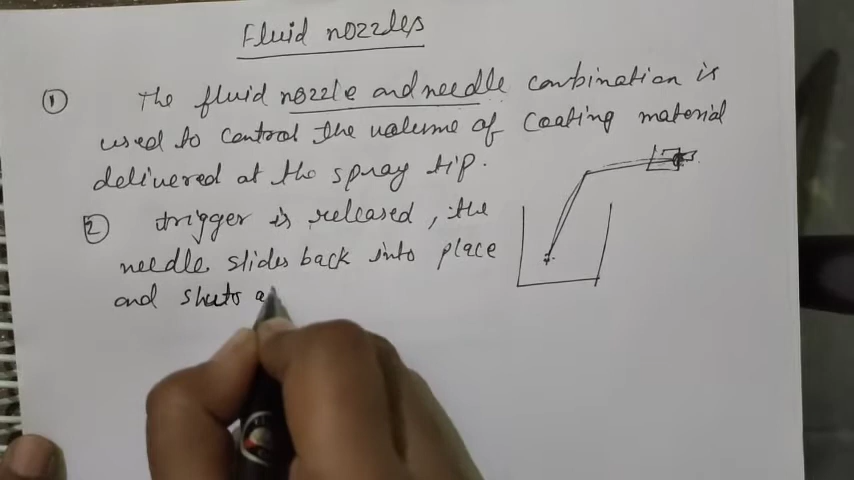 Fluid nozzles
① The fluid nozzle and needle combination is
used to control the volume of coating material
delivered at the spray tip.
② trigger is released, the
needle slides back into place
and shuts a